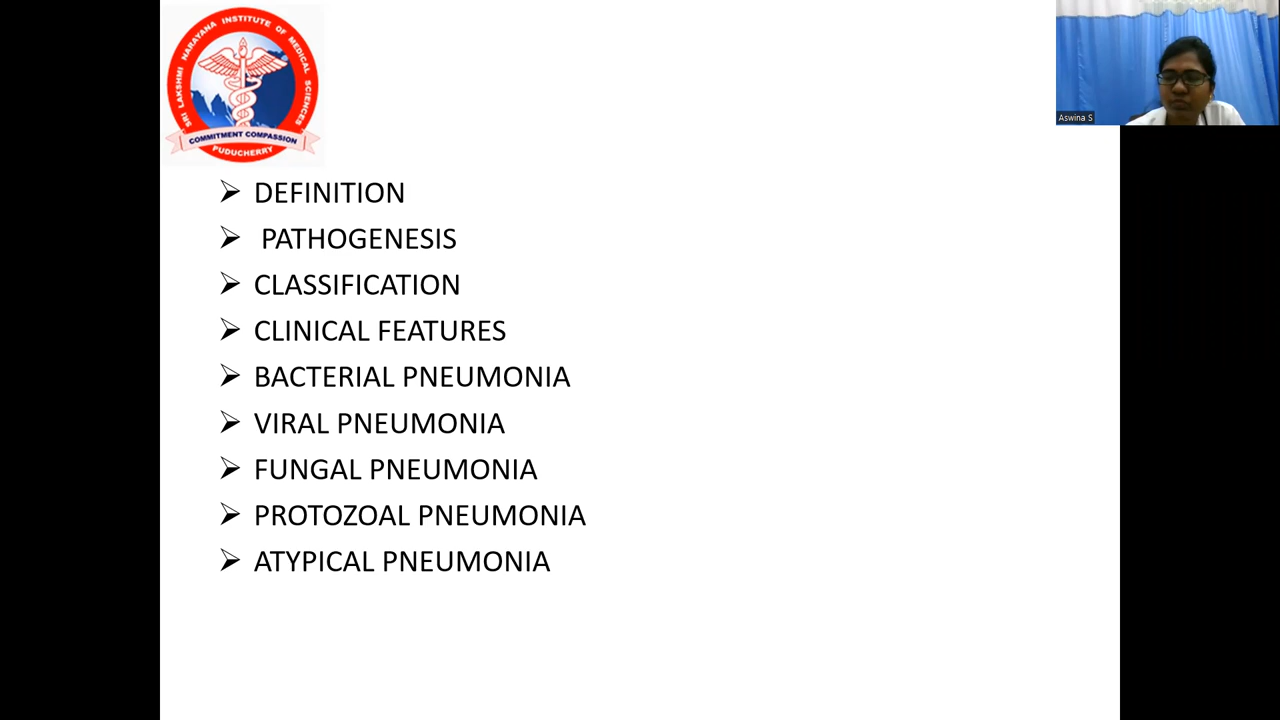 SRI LAKSHMI NARAYANA INSTITUTE OF MEDICAL SCIENCES
COMMITMENT COMPASSION
PUDUCHERRY
Aswina S
DEFINITION
PATHOGENESIS
CLASSIFICATION
CLINICAL FEATURES
BACTERIAL PNEUMONIA
VIRAL PNEUMONIA
FUNGAL PNEUMONIA
PROTOZOAL PNEUMONIA
ATYPICAL PNEUMONIA